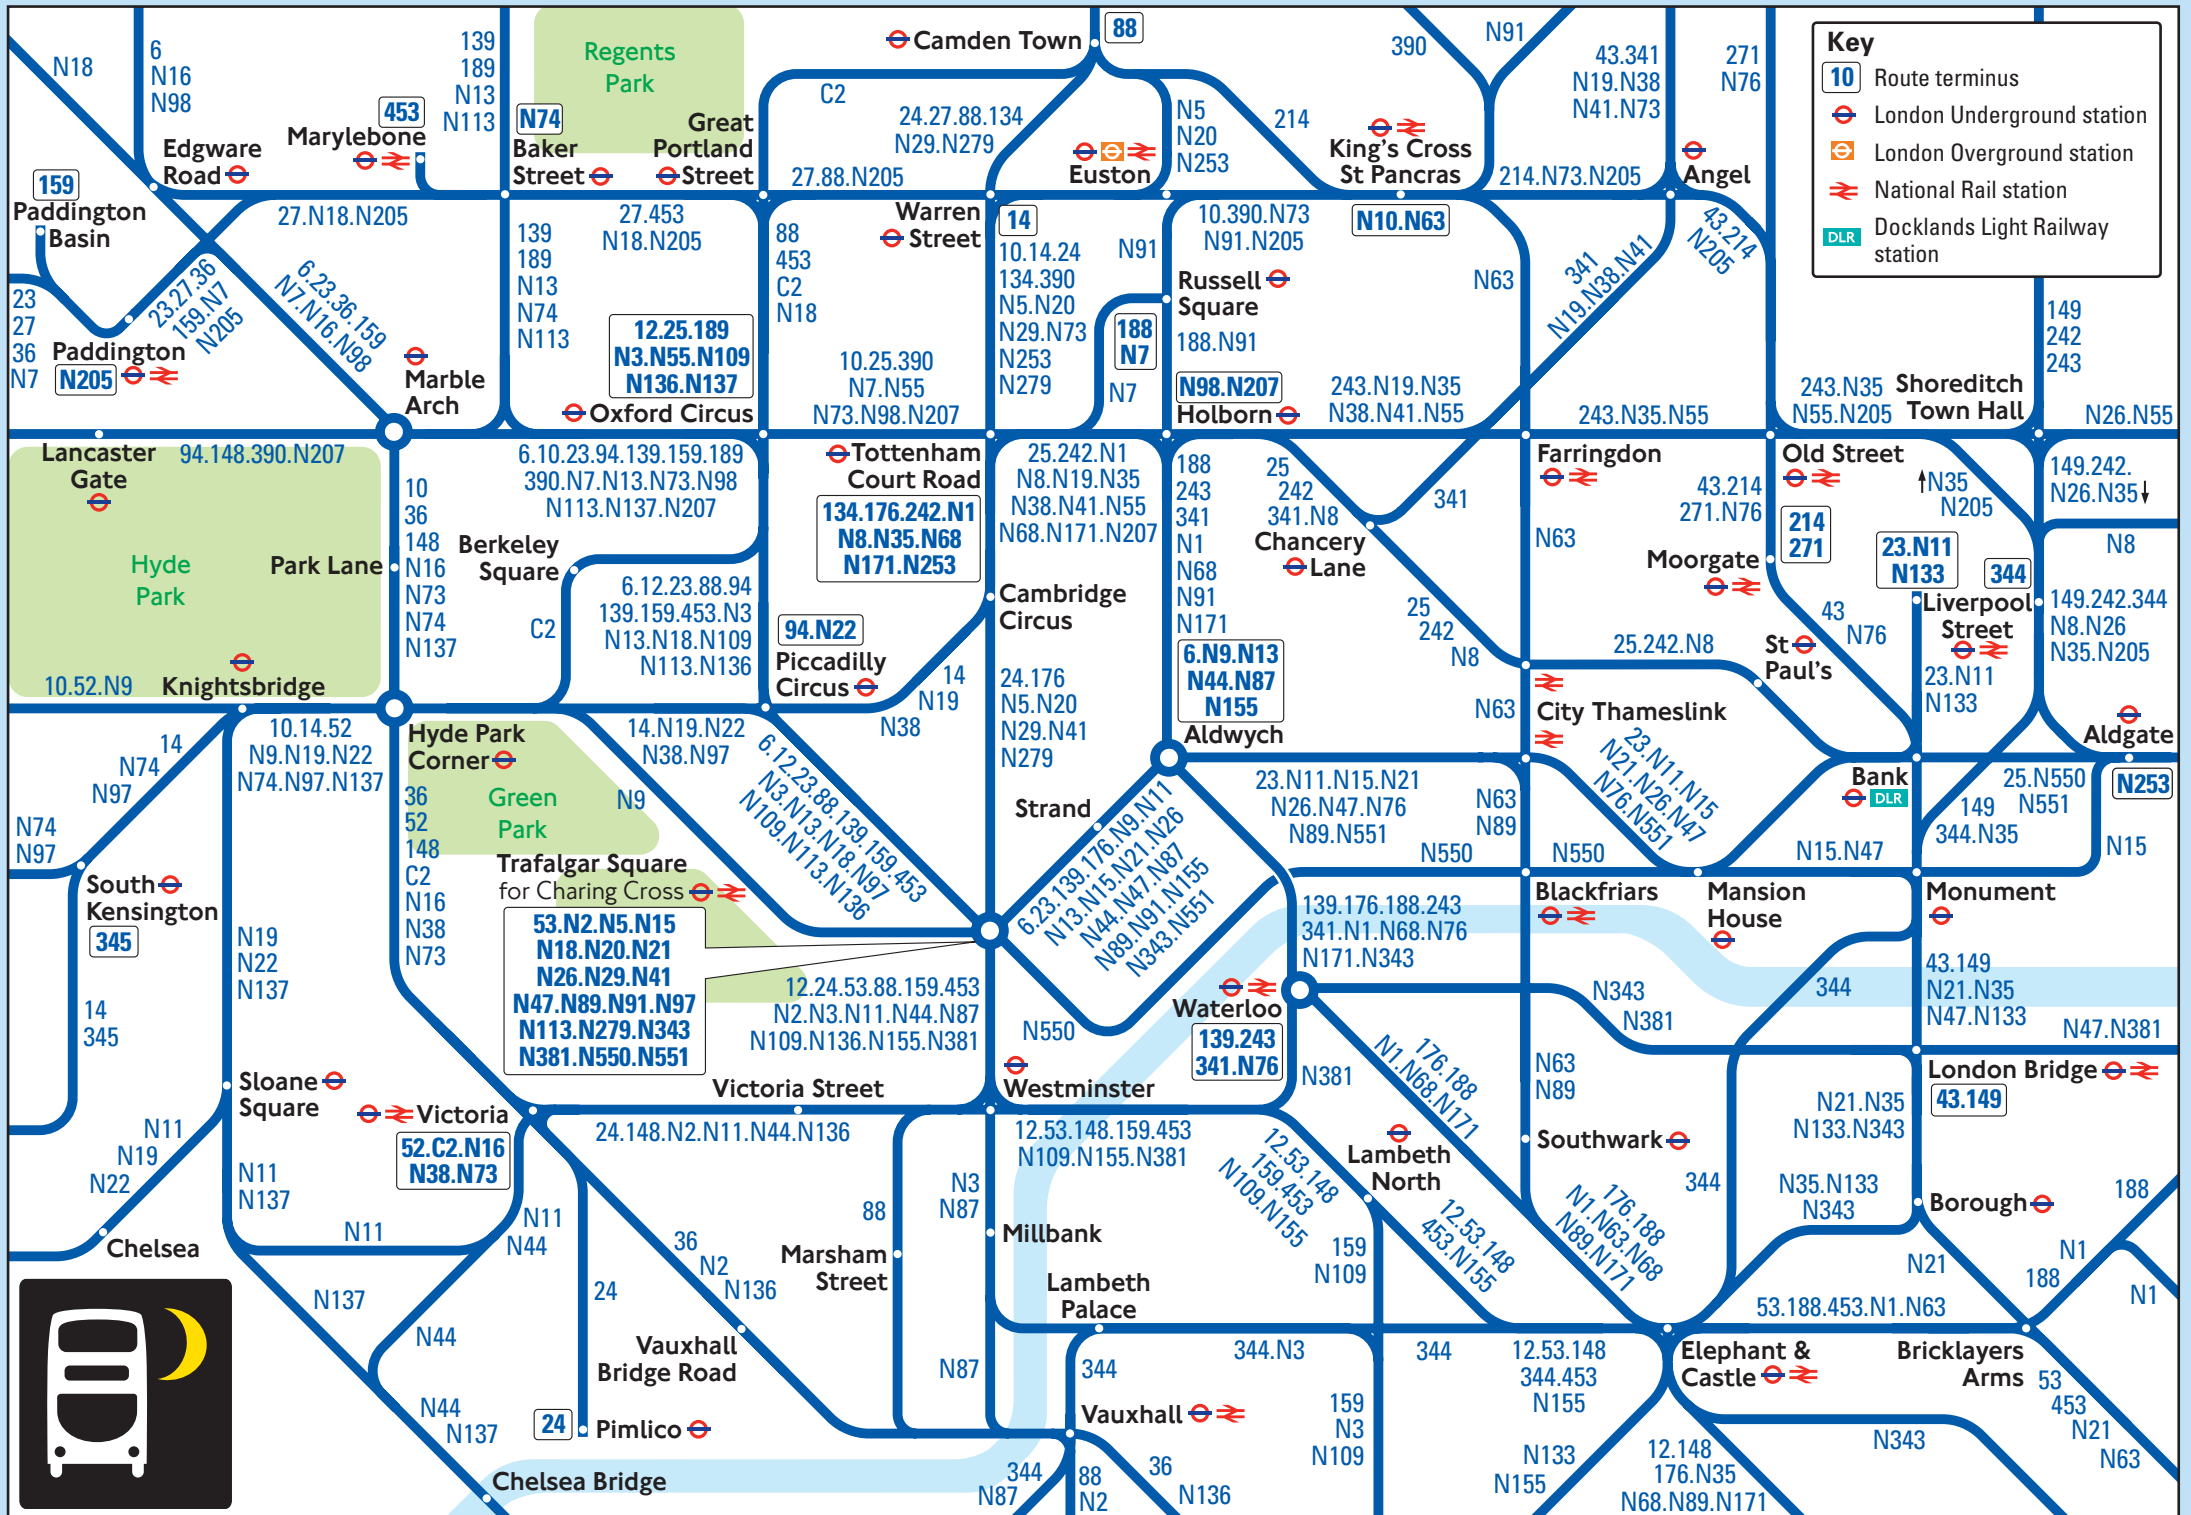 N18
6
N16
N98
139
189
N13
N113
Regents
Park
Camden Town
88
390
N91
43.341
N19.N38
N41.N73
271
N76
Key
10 Route terminus
London Underground station
London Overground station
National Rail station
DLR Docklands Light Railway
station
453
Marylebone
Edgware
Road
N74
Baker
Street
Great
Portland
Street
C2
24.27.88.134
N29.N279
N5
N20
N253
214
Euston
King's Cross
St Pancras
214.N73.N205
Angel
159
Paddington
Basin
27.N18.N205
27.453
N18.N205
27.88.N205
Warren
Street
14
10.390.N73
N91.N205
N10.N63
43.214
N205
23
27
36
N7
Paddington
N205
23.27.36
159.N7
N205
6.23.36.159
N7.N16.N98
139
189
N13
N74
N113
88
453
C2
N18
10.14.24
134.390
N5.N20
N29.N73
N253
N279
N91
Russell
Square
188
N7
188.N91
N7
N63
341
N19.N38.N41
149
242
243
Marble
Arch
12.25.189
N3.N55.N109
N136.N137
Oxford Circus
10.25.390
N7.N55
N73.N98.N207
N98.N207
Holborn
243.N19.N35
N38.N41.N55
243.N35.N55
243.N35
N55.N205
Shoreditch
Town Hall
N26.N55
Lancaster
Gate
94.148.390.N207
6.10.23.94.139.159.189
390.N7.N13.N73.N98
N113.N137.N207
Tottenham
Court Road
134.176.242.N1
N8.N35.N68
N171.N253
25.242.N1
N8.N19.N35
N38.N41.N55
N68.N171.N207
188
243
341
N1
N68
N91
N171
25
242
341.N8
Chancery
Lane
341
Farringdon
N63
43.214
271.N76
Old Street
214
271
Moorgate
N35
N205
149.242.
N26.N35
N8
Hyde
Park
Park Lane
10
36
148
N16
N73
N74
N137
Berkeley
Square
C2
6.12.23.88.94
139.159.453.N3
N13.N18.N109
N113.N136
94.N22
Piccadilly
Circus
Cambridge
Circus
14
N19
N38
24.176
N5.N20
N29.N41
N279
6.N9.N13
N44.N87
N155
Aldwych
25
242
N8
25.242.N8
St
Paul's
43
N76
23.N11
N133
344
Liverpool
Street
149.242.344
N8.N26
N35.N205
23.N11
N133
10.52.N9
Knightsbridge
10.14.52
N9.N19.N22
N74.N97.N137
Hyde Park
Corner
14.N19.N22
N38.N97
N63
City Thameslink
23.N11.N15
N21.N26.N47
N76.N551
Bank
DLR
Aldgate
N253
25.N550
N551
14
N74
N97
N74
N97
36
52
148
C2
N16
N38
N73
Green
Park
N9
6.12.23.88.139.159.453
N3.N13.N18.N97
N109.N113.N136
Strand
6.23.139.176.N9.N11
N13.N15.N21.N26
N44.N47.N87
N89.N91.N155
N343.N551
23.N11.N15.N21
N26.N47.N76
N89.N551
N63
N89
N550
N550
N15.N47
149
344.N35
N15
South
Kensington
345
Trafalgar Square
for Charing Cross
53.N2.N5.N15
N18.N20.N21
N26.N29.N41
N47.N89.N91.N97
N113.N279.N343
N381.N550.N551
12.24.53.88.159.453
N2.N3.N11.N44.N87
N109.N136.N155.N381
N550
139.176.188.243
341.N1.N68.N76
N171.N343
Blackfriars
Mansion
House
Monument
N19
N22
N137
14
345
Waterloo
139.243
341.N76
N343
N381
344
43.149
N21.N35
N47.N133
N47.N381
Sloane
Square
Victoria
52.C2.N16
N38.N73
Victoria Street
24.148.N2.N11.N44.N136
Westminster
12.53.148.159.453
N109.N155.N381
N381
176.188
N1.N68.N171
N63
N89
Southwark
London Bridge
43.149
N21.N35
N133.N343
N11
N19
N22
Chelsea
N11
N137
N11
N11
N44
12.53.148
159.453
N109.N155
Lambeth
North
12.53.148
453.N155
159
N109
176.188
N1.N63.N68
N89.N171
344
N35.N133
N343
Borough
188
N3
N87
Millbank
88
Marsham
Street
36
N2
N136
24
N137
N44
Vauxhall
Bridge Road
Lambeth
Palace
344.N3
344
12.53.148
344.453
N155
53.188.453.N1.N63
N21
N1
188
N1
Elephant &
Castle
Bricklayers
Arms
53
453
N21
N63
N44
N137
24
Pimlico
Chelsea Bridge
N87
344
Vauxhall
159
N3
N109
344
N87
88
N2
36
N136
N133
N155
12.148
176.N35
N68.N89.N171
N343